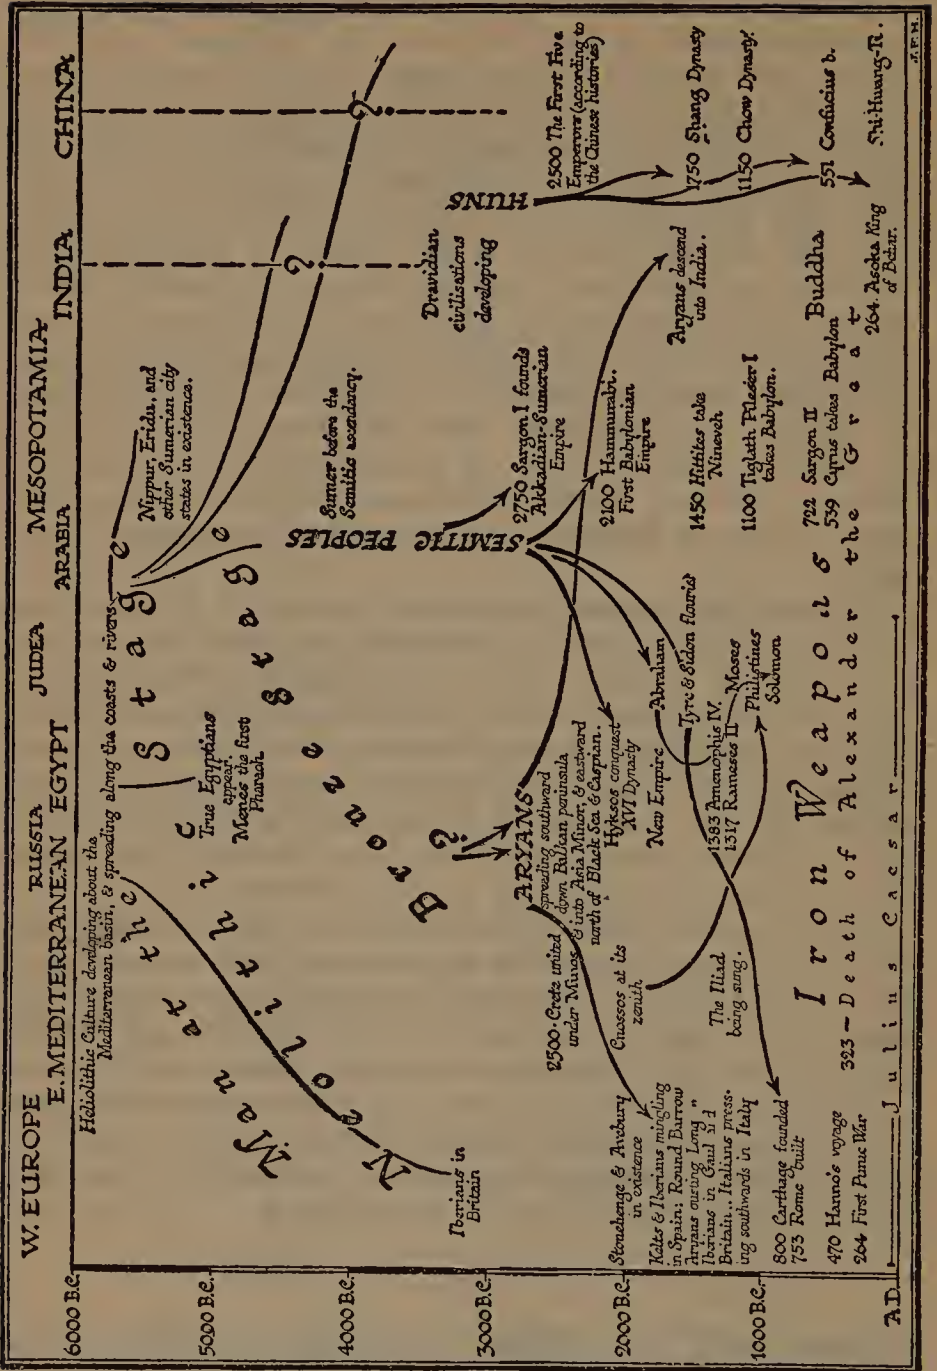 W. EUROPE
E. MEDITERRANEAN
RUSSIA
EGYPT
JUDEA
ARABIA
MESOPOTAMIA
INDIA
CHINA
6000 B.C.
5000 B.C.
4000 B.C.
3000 B.C.
2000 B.C.
1000 B.C.
A.D.
Heliolithic Culture developing about the
Mediterranean basin, & spreading along the coasts & rivers
Man at the
Neolithic Stage
Bronze Stage
Nippur, Eridu, and
other Sumerian city
states in existence.
True Egyptians
appear.
Menes the first
Pharaoh
Iberians in
Britain
?
?
?
Sumer before the
Semitic ascendancy.
Dravidian
civilisations
developing
SEMITIC PEOPLES
HUNS
ARYANS
spreading southward
down Balkan peninsula
& into Asia Minor, & eastward
north of Black Sea & Caspian.
2500 - Crete united
under Minos
2750 Sargon I founds
Akkadian-Sumerian
Empire
2500 The First Five
Emperors (according to
the Chinese histories)
Stonehenge & Avebury
in existence
Kelts & Iberians mingling
in Spain; Round Barrow
Aryans ousting Long "
Iberians in Gaul
Britain.. Italians press-
ing southwards in Italy
Cnossos at its
zenith
Hyksos conquest
XVI Dynasty
New Empire
Abraham
2100 Hammurabi.
First
Babylonian
Empire
Aryans descend
into India.
1750 Shang Dynasty
Tyre & Sidon flourish
1383 Amenophis IV.
1317 Rameses II
Moses
Philistines
Solomon
1450 Hittites take
Nineveh
1100 Tiglath Pileser I
takes Babylon.
1150 Chow Dynasty
The Iliad
being sung.
800 Carthage founded
753 Rome built
Iron Weapons
722 Sargon II
539 Cyrus takes Babylon
Buddha
551 Confucius b.
470 Hanno's voyage
264 First Punic War
323 - Death of Alexander the Great
264. Asoka King
of Behar.
Shi-Hwang-Ti.
Julius Caesar
J.F.H.